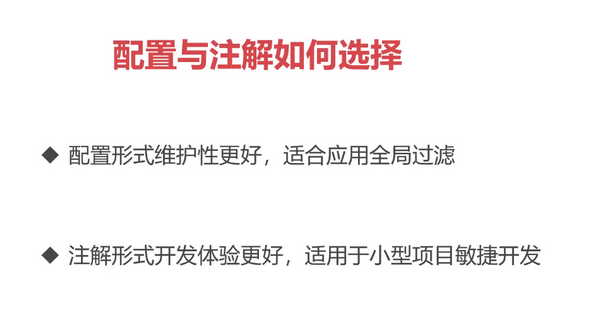 配置与注解如何选择
◆ 配置形式维护性更好，适合应用全局过滤
◆ 注解形式开发体验更好，适用于小型项目敏捷开发